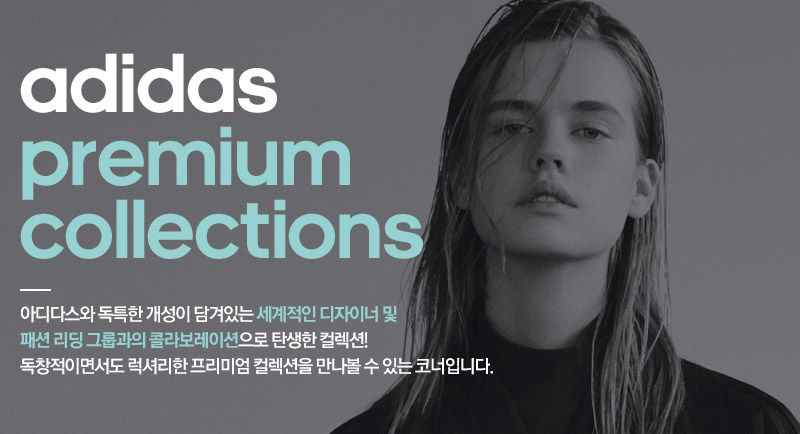 adidas
premium
collections
아디다스와 독특한 개성이 담겨있는 세계적인 디자이너 및
패션 리딩 그룹과의 콜라보레이션으로 탄생한 컬렉션!
독창적이면서도 럭셔리한 프리미엄 컬렉션을 만나볼 수 있는 코너입니다.